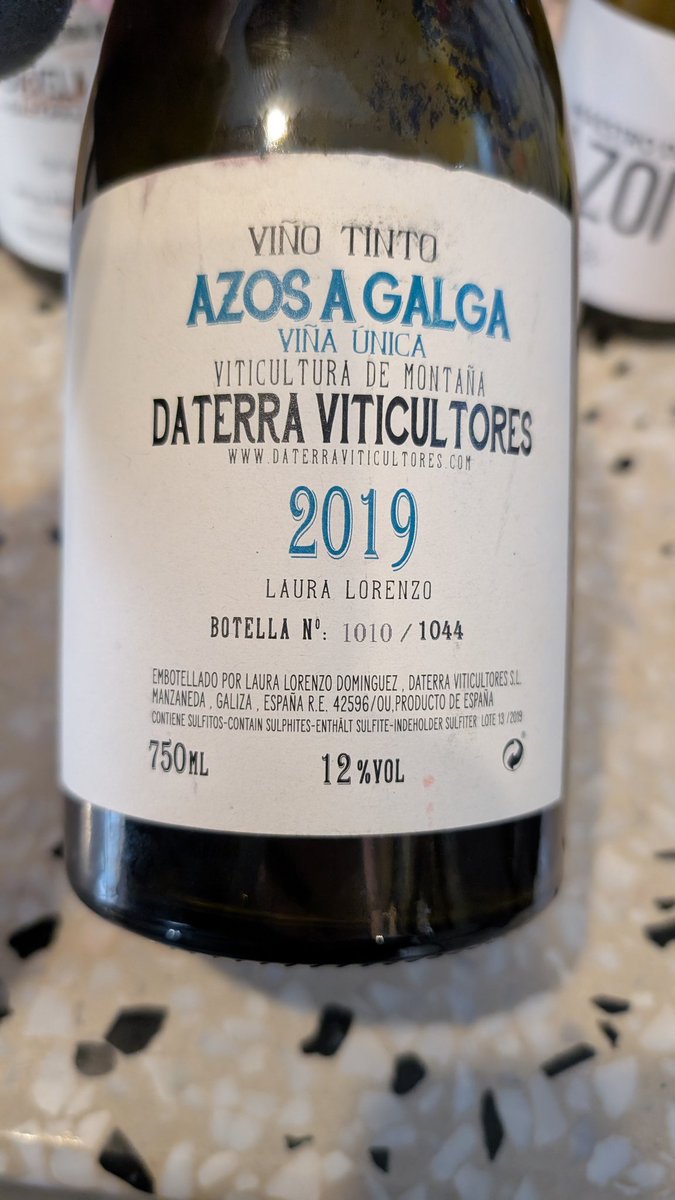 VIÑO TINTO
AZOS A GALGA
VIÑA ÚNICA
VITICULTURA DE MONTAÑA
DATERRA VITICULTORES
WWW.DATERRAVITICULTORES.COM
2019
LAURA LORENZO
BOTELLA Nº: 1010 / 1044
EMBOTELLADO POR LAURA LORENZO DOMINGUEZ , DATERRA VITICULTORES S.L.
MANZANEDA , GALIZA , ESPAÑA R.E. 42596/OU,PRODUCTO DE ESPAÑA
CONTIENE SULFITOS-CONTAIN SULPHITES-ENTHÄLT SULFITE-INDEHOLDER SULFITER LOTE 13 /2019
750ML
12 %VOL